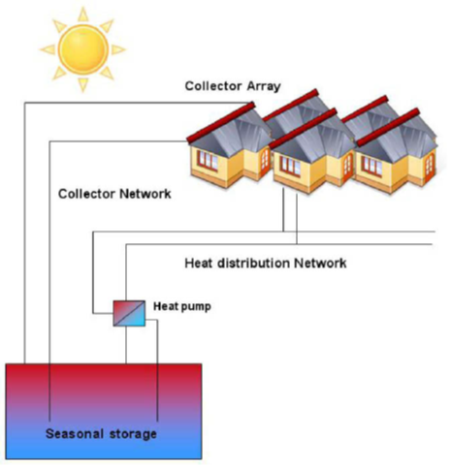 Collector Array
Collector Network
Heat distribution Network
Heat pump
Seasonal storage